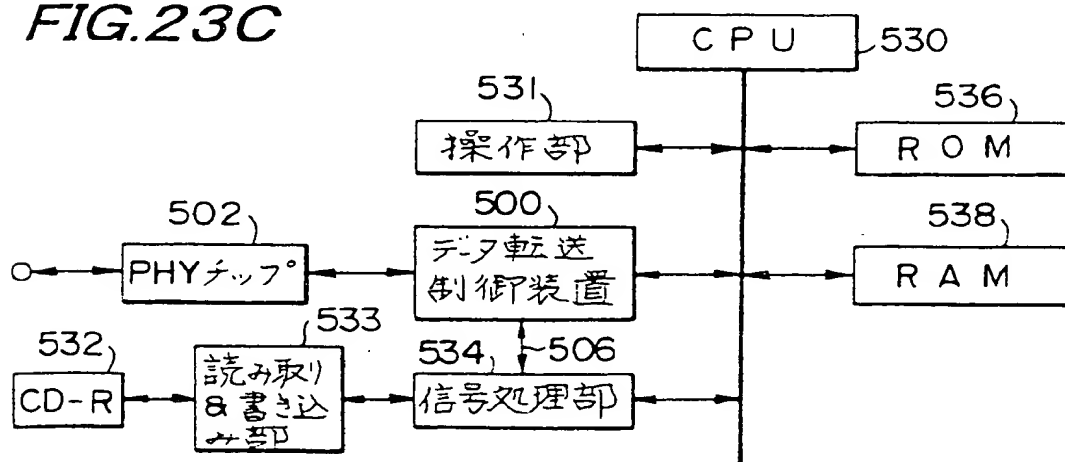 FIG.23C
CPU
530
531
操作部
536
ROM
502
PHYチップ
500
データ転送
制御装置
538
RAM
532
CD-R
533
読み取り
&書き込
み部
534
506
信号処理部